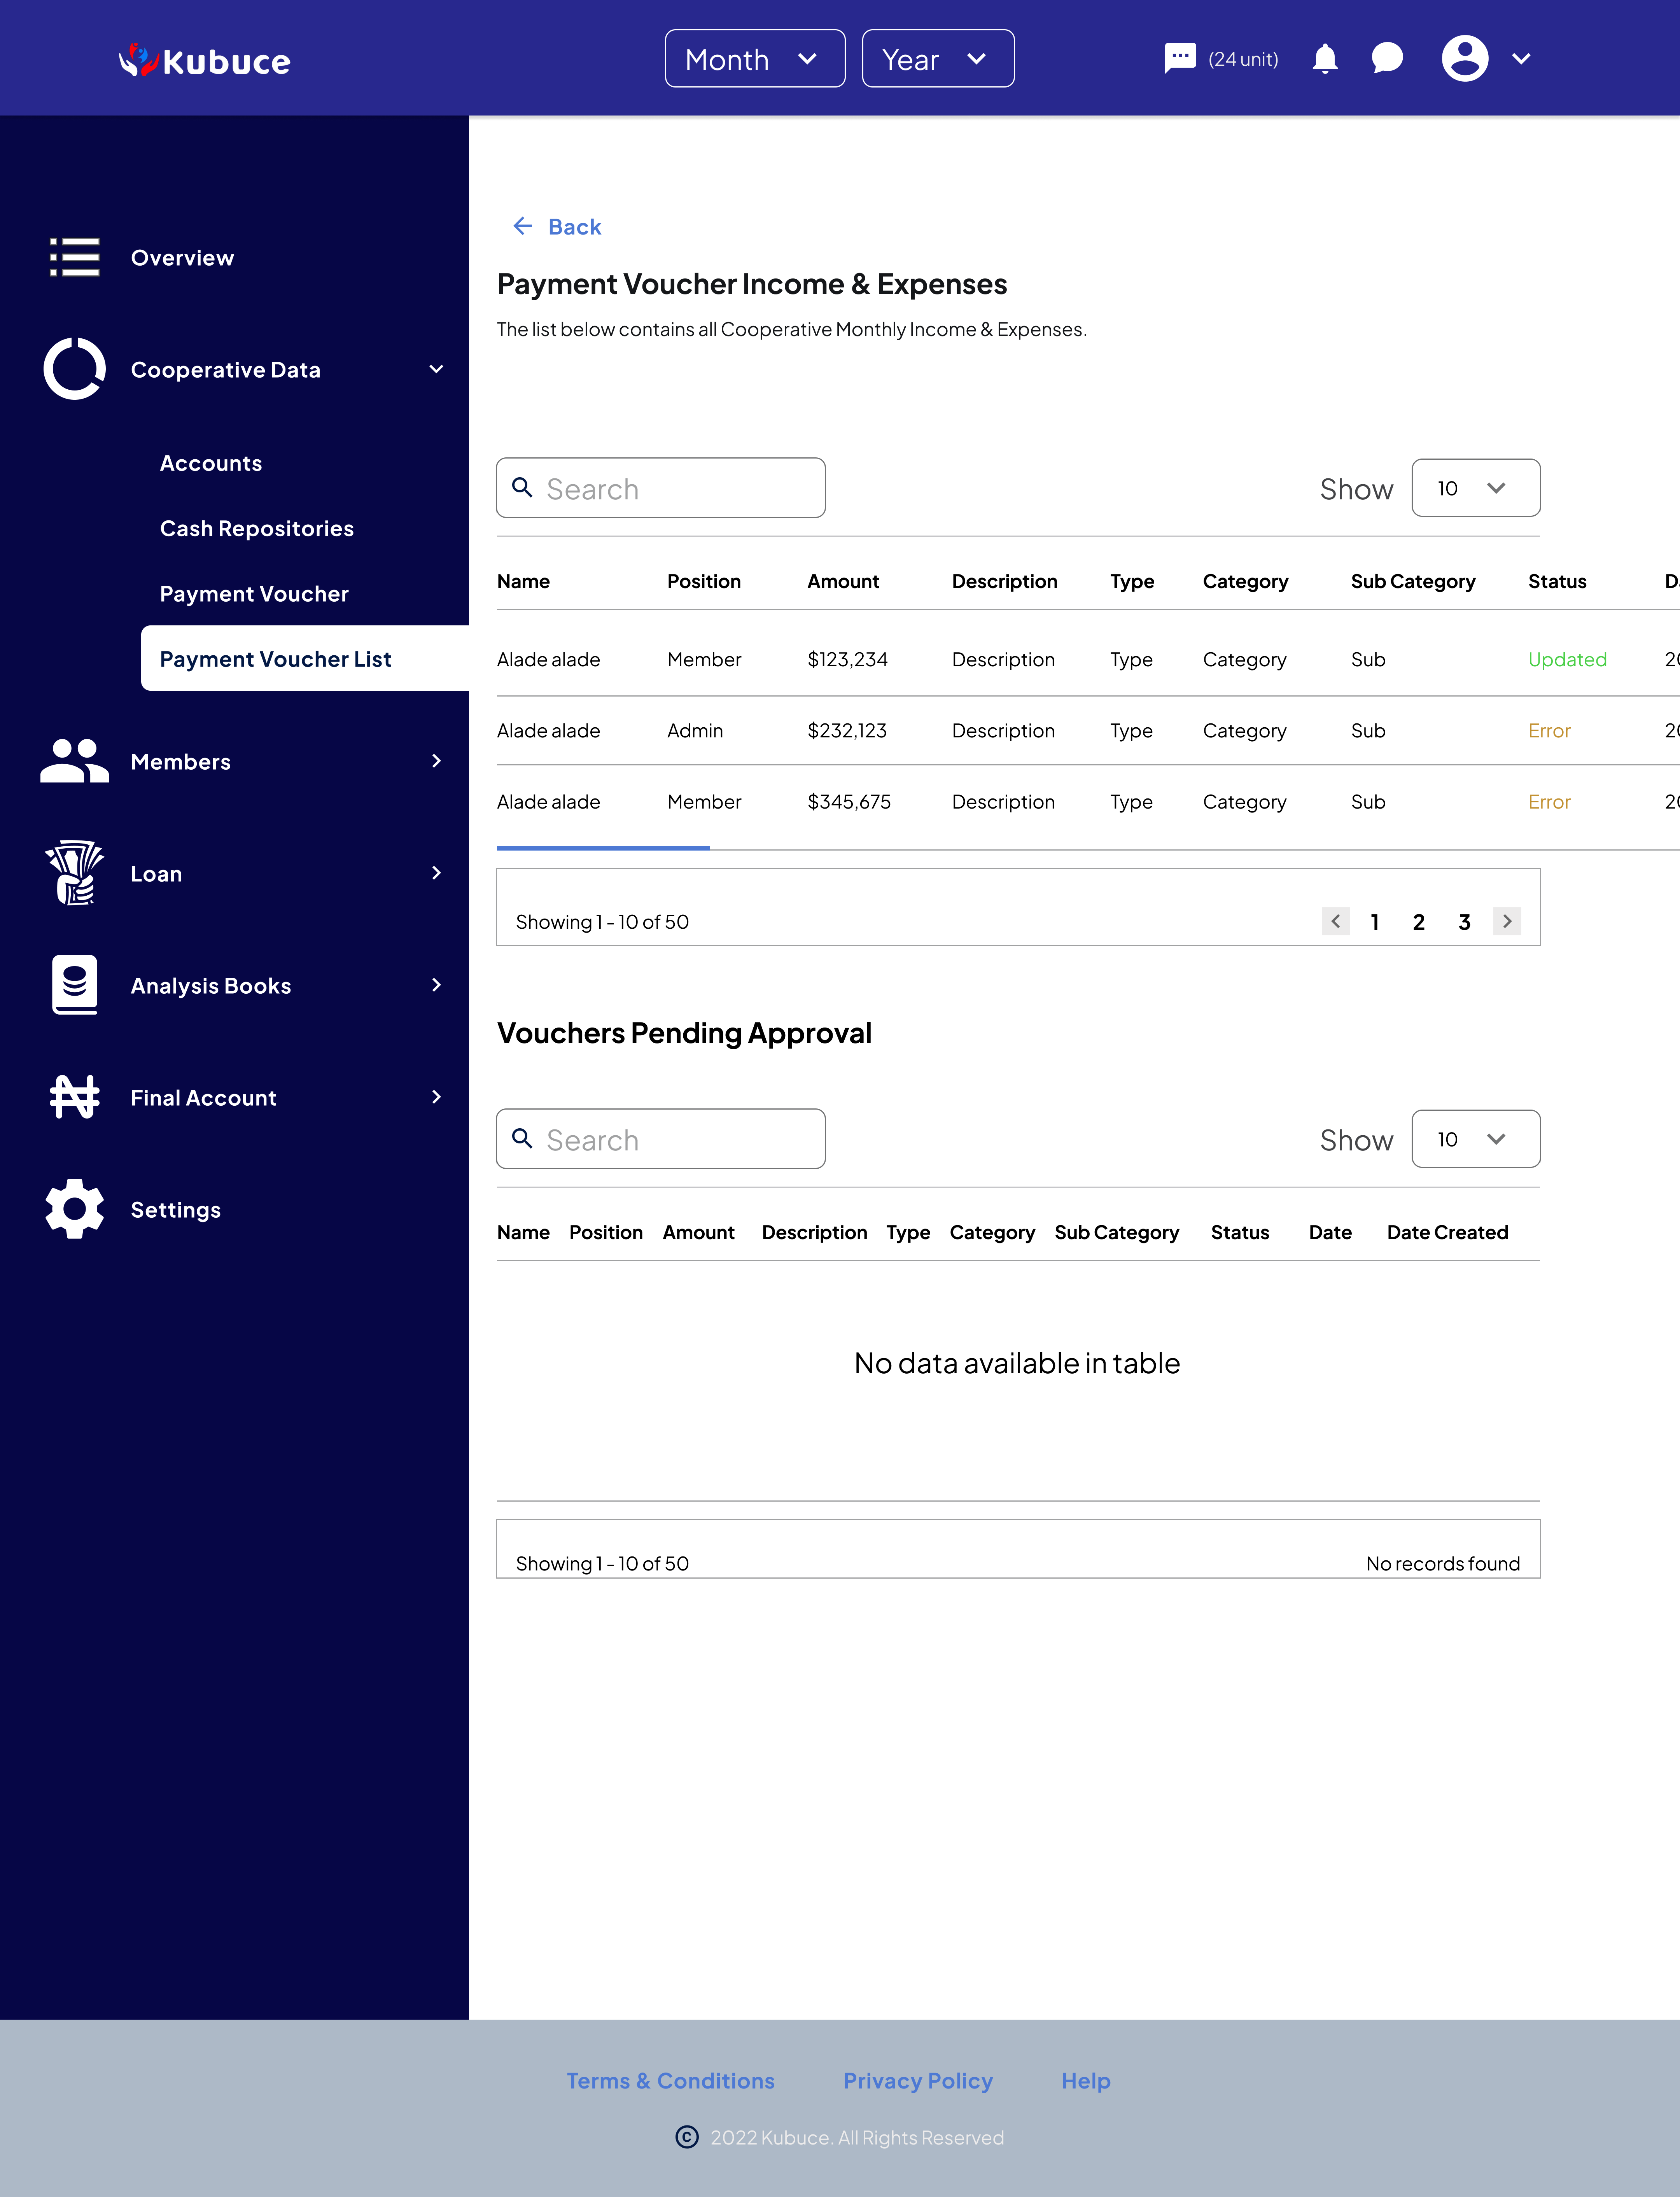 Kubuce
Month Year (24 unit)
Overview
Cooperative Data
Accounts
Cash Repositories
Payment Voucher
Payment Voucher List
Members
Loan
Analysis Books
Final Account
Settings
Back
Payment Voucher Income & Expenses
The list below contains all Cooperative Monthly Income & Expenses.
Search Show 10
Name Position Amount Description Type Category Sub Category Status
Alade alade Member $123,234 Description Type Category Sub Updated
Alade alade Admin $232,123 Description Type Category Sub Error
Alade alade Member $345,675 Description Type Category Sub Error
Showing 1 - 10 of 50 1 2 3
Vouchers Pending Approval
Search Show 10
Name Position Amount Description Type Category Sub Category Status Date Date Created
No data available in table
Showing 1 - 10 of 50 No records found
Terms & Conditions Privacy Policy Help
© 2022 Kubuce. All Rights Reserved